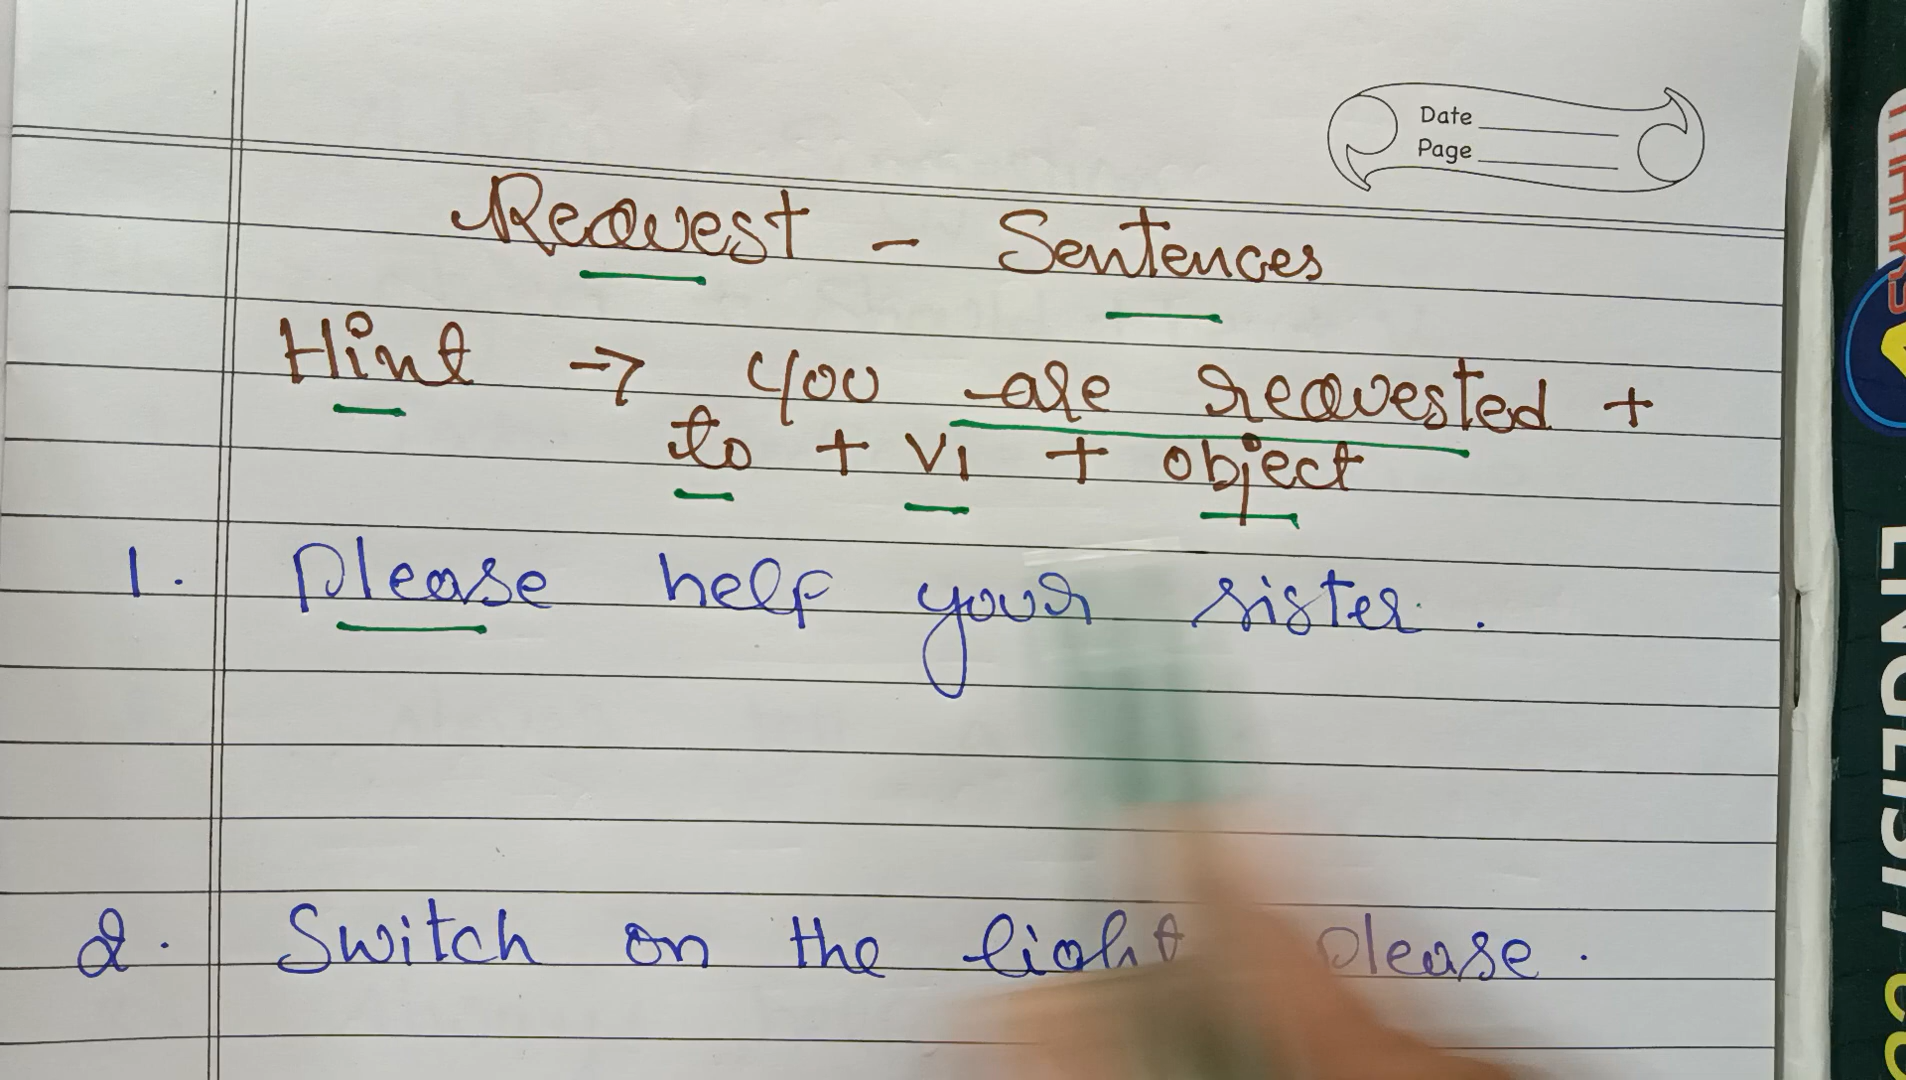 Date
Page
Request - Sentences
Hint → You are requested +
to + V1 + object
1. Please help your sister.
2. Switch on the light please.
ENGLISH